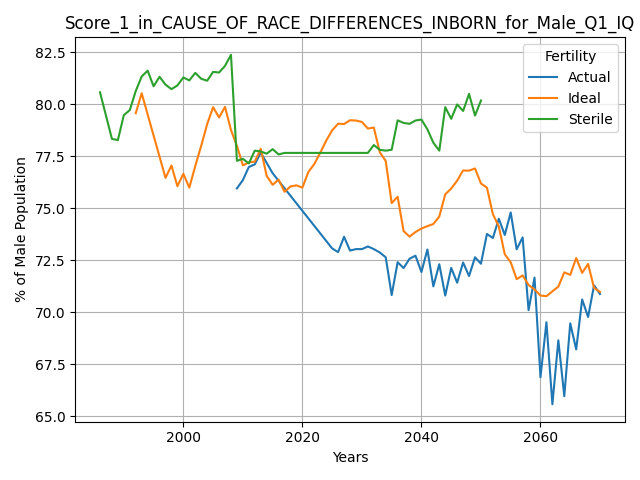 Score_1_in_CAUSE_OF_RACE_DIFFERENCES_INBORN_for_Male_Q1_IQ
Fertility
Actual
Ideal
Sterile
82.5
80.0
77.5
75.0
72.5
70.0
67.5
65.0
% of Male Population
2000
2020
2040
2060
Years